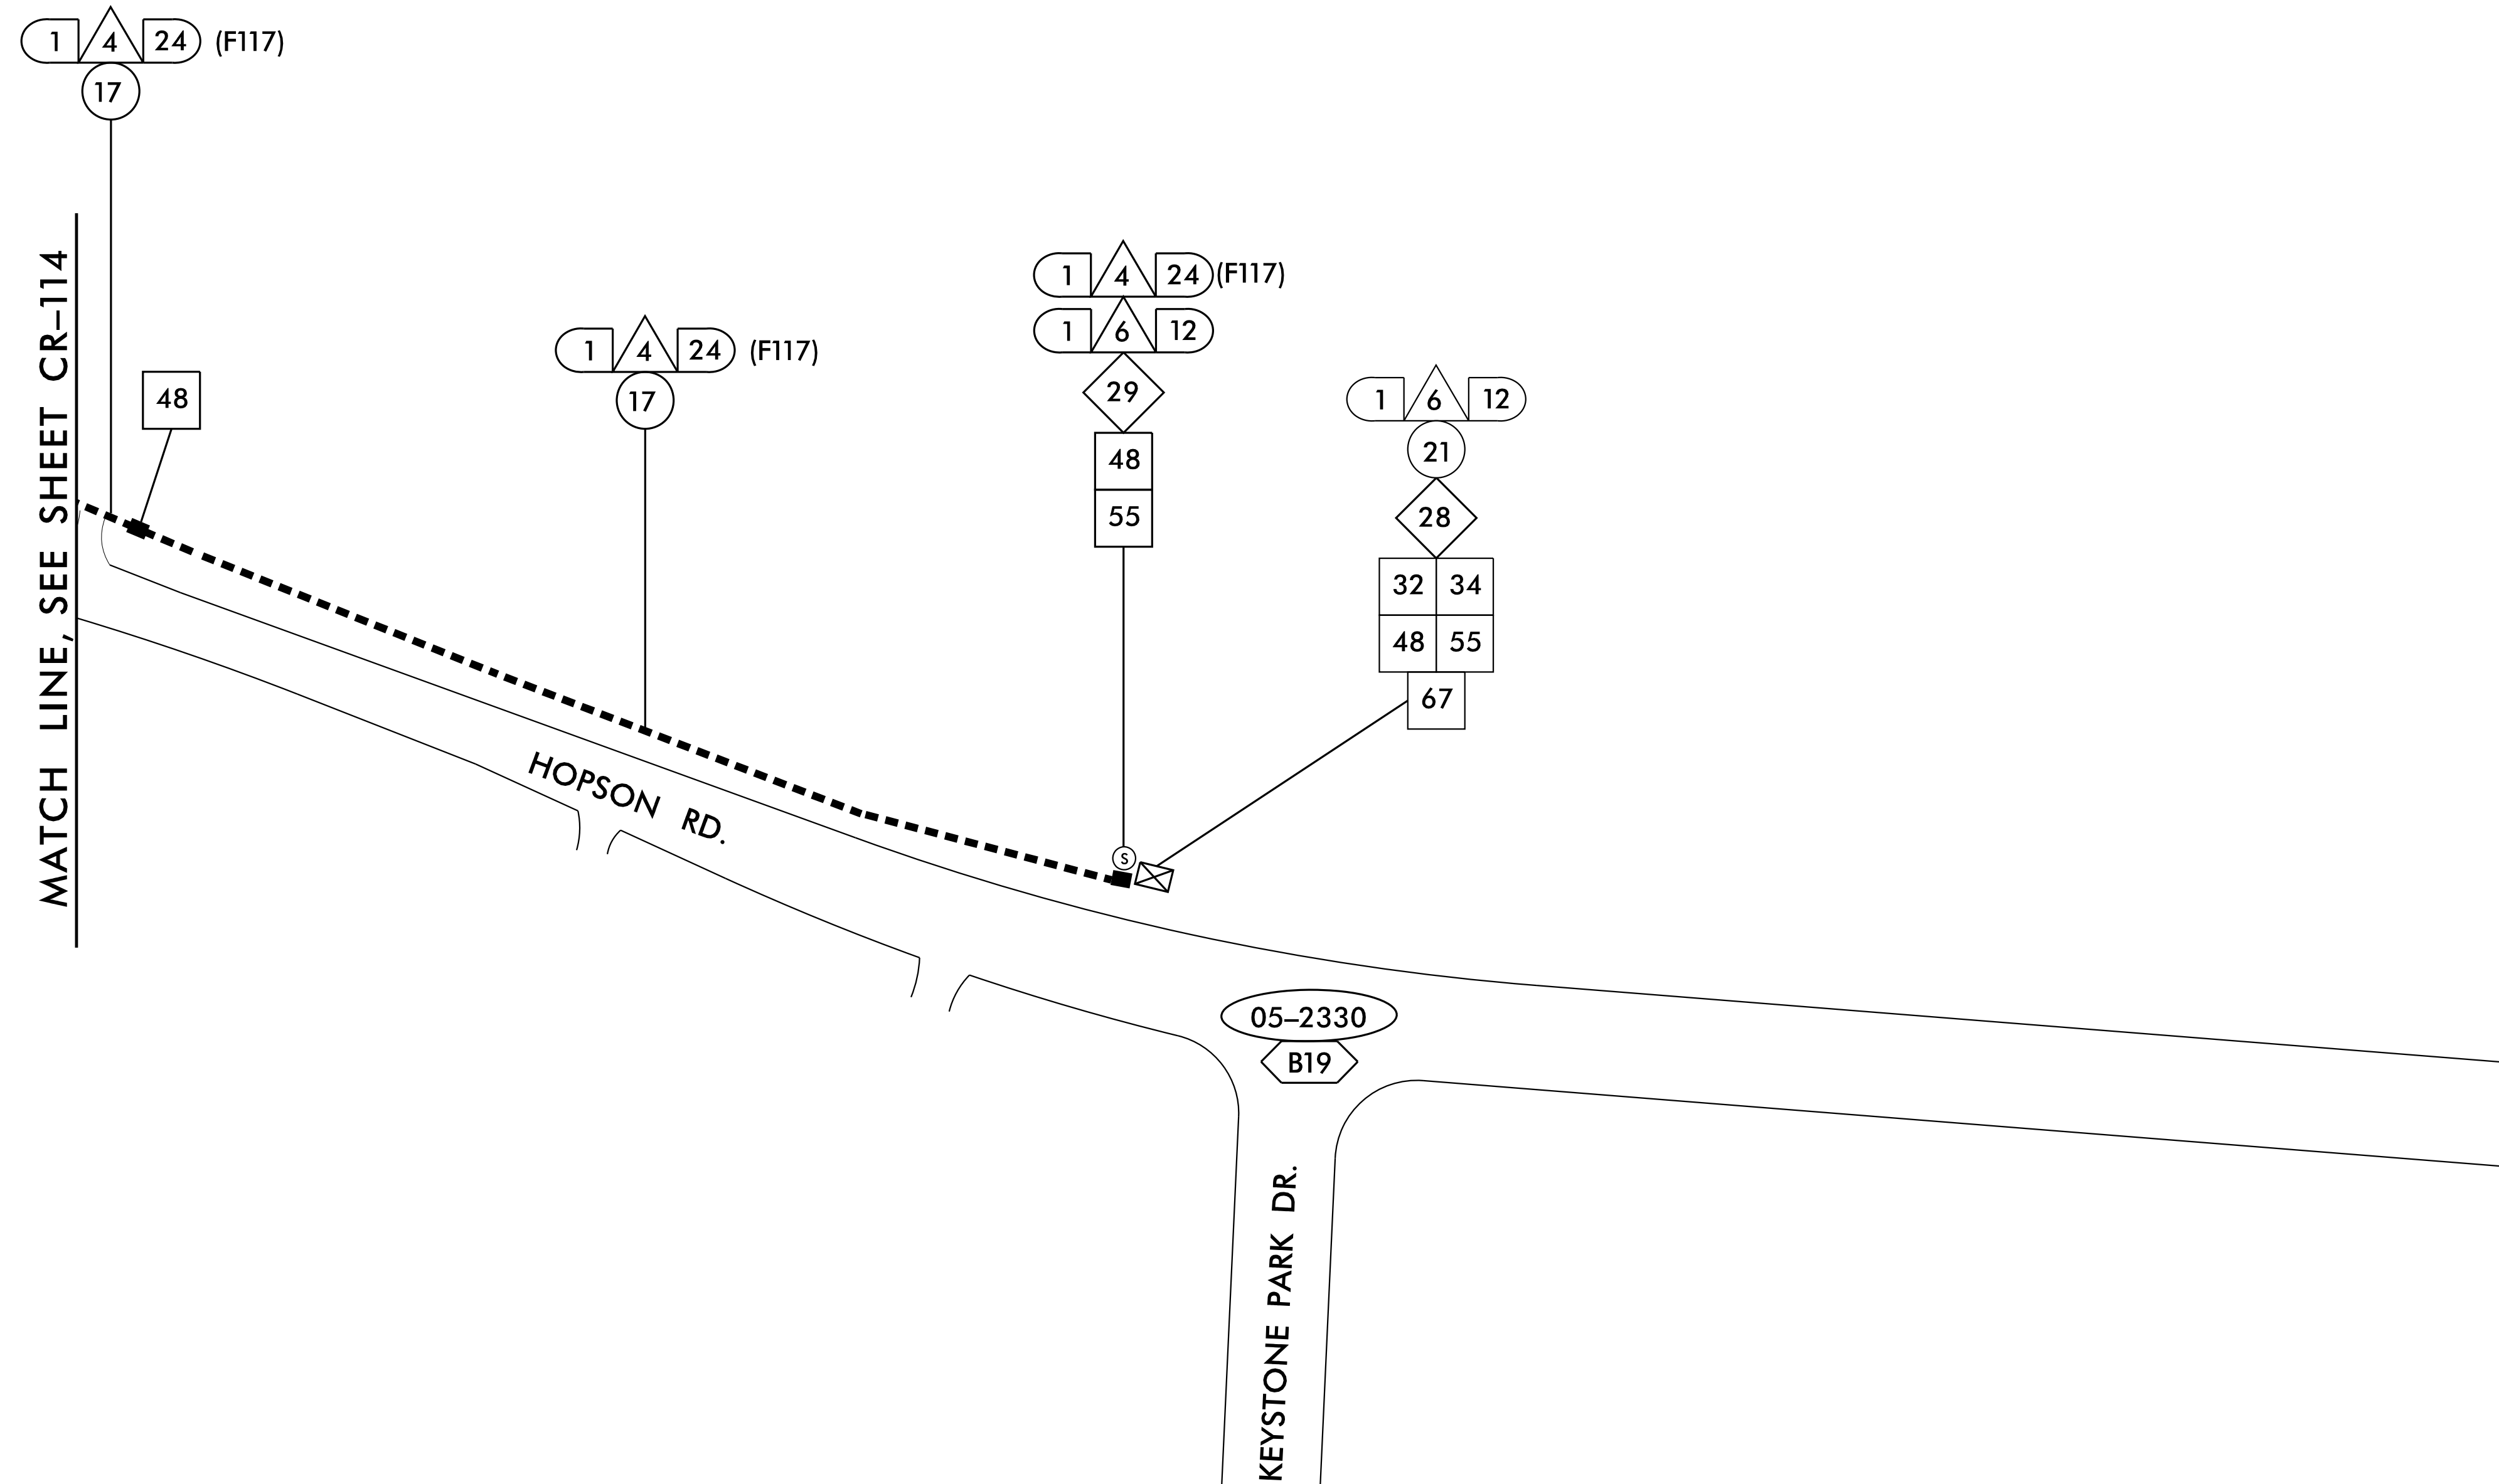 1 4 24 (F117)
17
MATCH LINE, SEE SHEET CR–114
48
1 4 24 (F117)
17
1 4 24 (F117)
1 6 12
29
48
55
S
1 6 12
21
28
32 34
48 55
67
HOPSON RD.
05–2330
B19
KEYSTONE PARK DR.